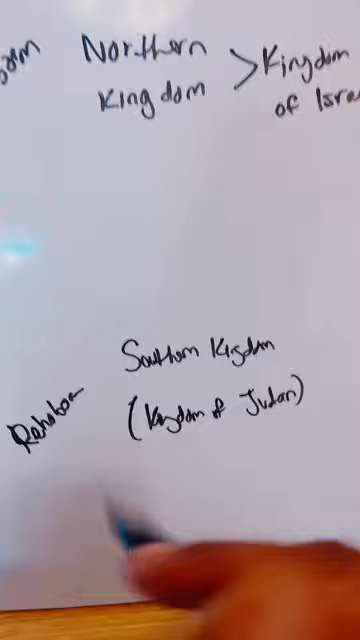 Northern
Kingdom
> Kingdom
of Isra
Southern Kingdom
(Kingdom of Judah)
Rehoboam